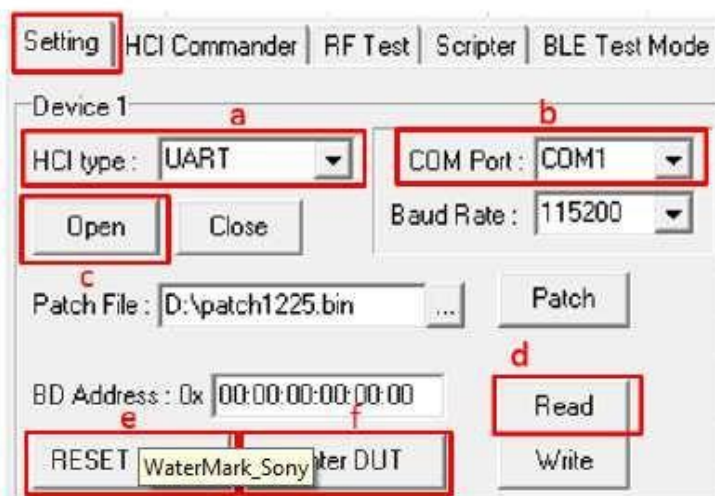 Setting HCI Commander RF Test Scripter BLE Test Mode
Device 1
a b
HCI type : UART COM Port : COM1
Open Close Baud Rate : 115200
c
Patch File : D:\patch1225.bin ... Patch
d
BD Address : 0x 00:00:00:00:00:00 Read
e f
RESET WaterMark_Sony DUT Write